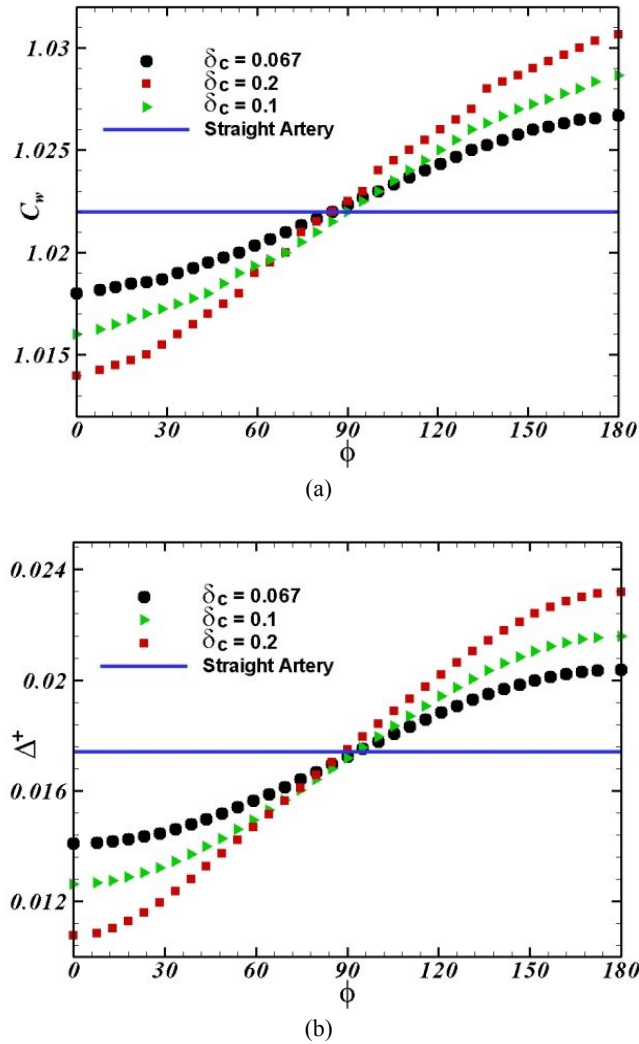 1.03
1.025
1.02
1.015
C_w
δc = 0.067
δc = 0.2
δc = 0.1
Straight Artery
0 30 60 90 120 150 180
ϕ
(a)
0.024
0.02
0.016
0.012
Δ+
δc = 0.067
δc = 0.1
δc = 0.2
Straight Artery
0 30 60 90 120 150 180
ϕ
(b)